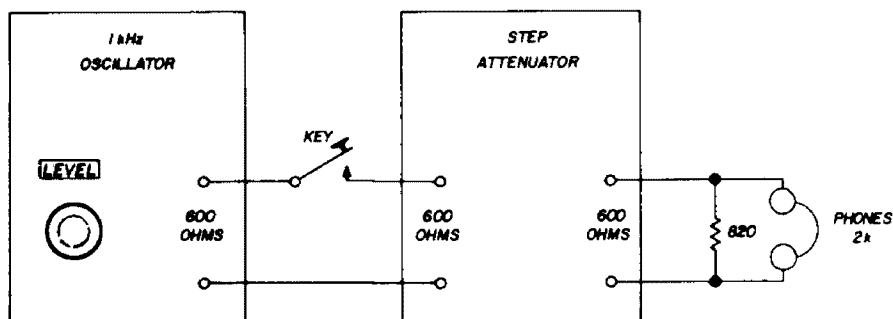 1 kHz
OSCILLATOR
STEP
ATTENUATOR
KEY
LEVEL
600
OHMS
600
OHMS
600
OHMS
820
PHONES
2k